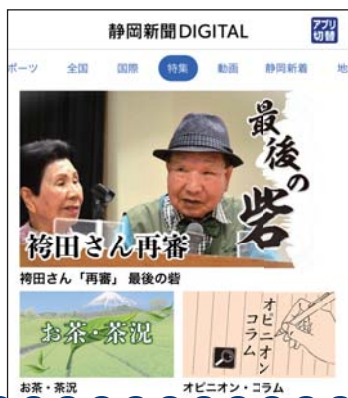 静岡新聞DIGITAL
アプリ
切替
ポーツ
全国
国際
特集
動画
静岡新着
地
最後の砦
袴田さん再審
袴田さん「再審」 最後の砦
お茶・茶況
オピニオン
コラム
お茶・茶況
オピニオン・コラム